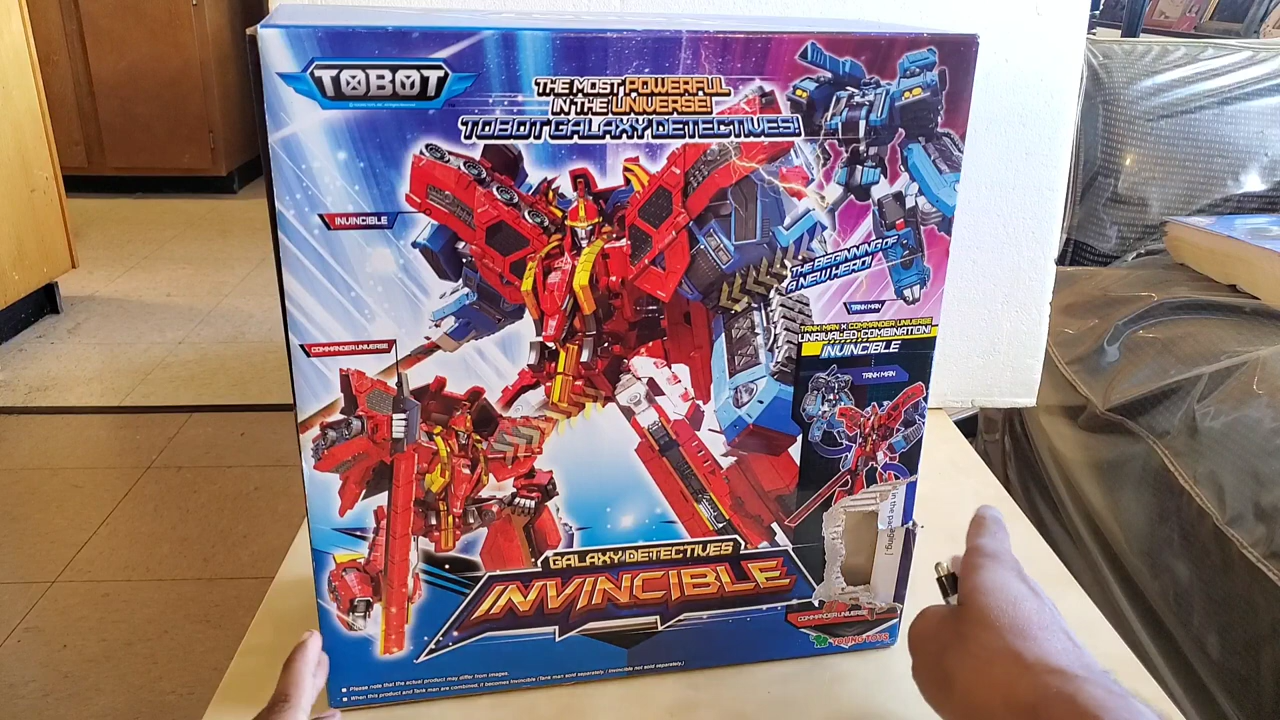 TOBOT
THE MOST POWERFUL
IN THE UNIVERSE!
TOBOT GALAXY DETECTIVES!
INVINCIBLE
THE BEGINNING OF
A NEW HERO!
TANK MAN
TANK MAN X COMMANDER UNIVERSE
UNRIVALED COMBINATION!
INVINCIBLE
TANK MAN
COMMANDER UNIVERSE
in the packaging.]
GALAXY DETECTIVES
INVINCIBLE
COMMANDER UNIVERSE
YOUNG TOYS
Please note that the actual product may differ from images.
When this product and Tank man are combined, it becomes Invincible (Tank man sold separately. / Invincible not sold separately.)